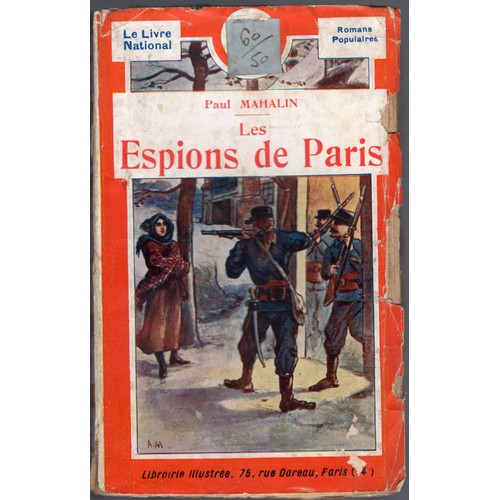 Le Livre
National
Romans
Populaires
60/50
Paul MAHALIN
Les
Espions de Paris
A.M
Librairie Illustrée, 75, rue Dareau, Paris (14)